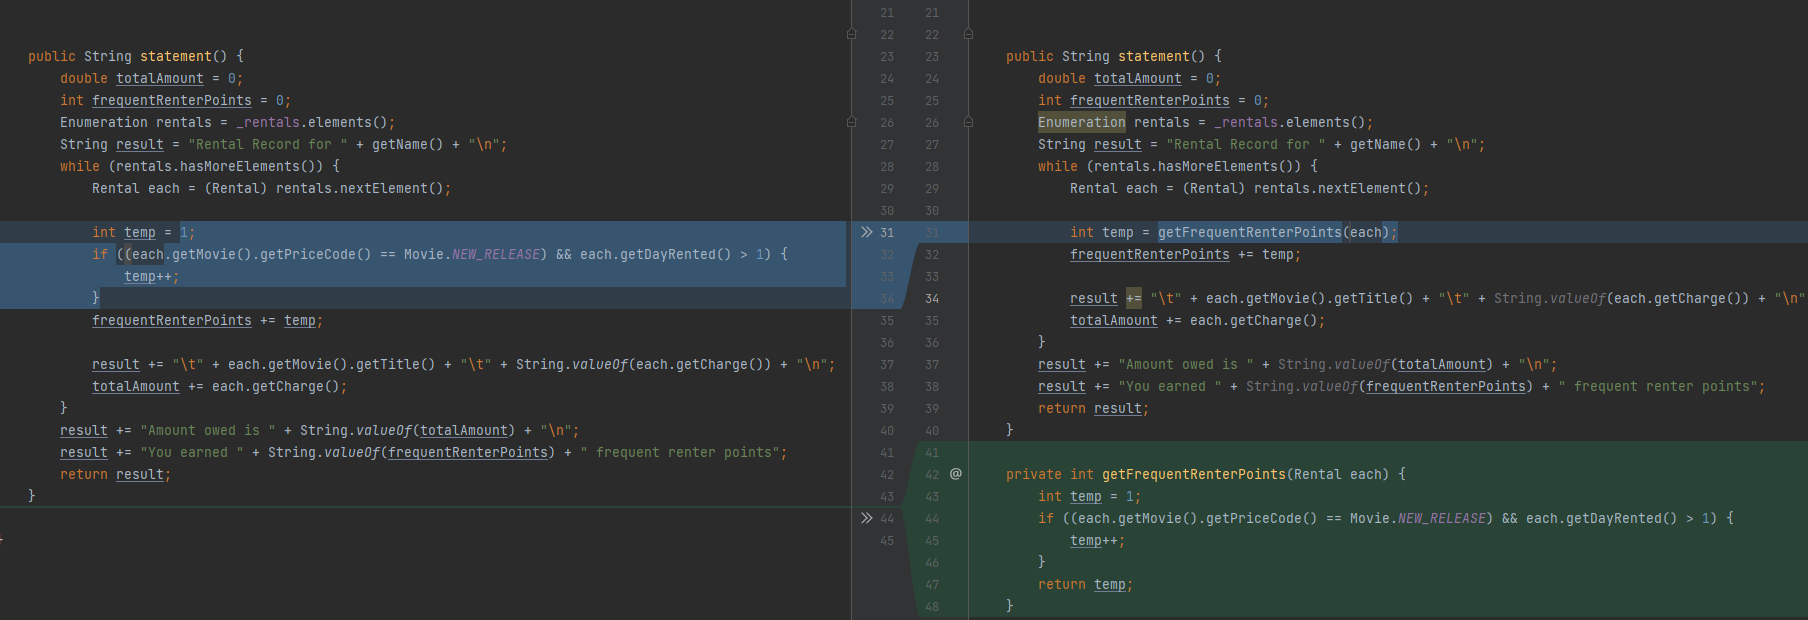 public String statement() {
double totalAmount = 0;
int frequentRenterPoints = 0;
Enumeration rentals = _rentals.elements();
String result = "Rental Record for " + getName() + "\n";
while (rentals.hasMoreElements()) {
Rental each = (Rental) rentals.nextElement();
int temp = 1;
if ((each.getMovie().getPriceCode() == Movie.NEW_RELEASE) && each.getDayRented() > 1) {
temp++;
}
frequentRenterPoints += temp;
result += "\t" + each.getMovie().getTitle() + "\t" + String.valueOf(each.getCharge()) + "\n";
totalAmount += each.getCharge();
}
result += "Amount owed is " + String.valueOf(totalAmount) + "\n";
result += "You earned " + String.valueOf(frequentRenterPoints) + " frequent renter points";
return result;
}
21 21
22 22
23 23
24 24
25 25
26 26
27 27
28 28
29 29
30 30
31 31
32 32
33 33
34 34
35 35
36 36
37 37
38 38
39 39
40 40
41 41
42 42 @
43 43
44 44
45 45
46
47
48
public String statement() {
double totalAmount = 0;
int frequentRenterPoints = 0;
Enumeration rentals = _rentals.elements();
String result = "Rental Record for " + getName() + "\n";
while (rentals.hasMoreElements()) {
Rental each = (Rental) rentals.nextElement();
int temp = getFrequentRenterPoints(each);
frequentRenterPoints += temp;
result += "\t" + each.getMovie().getTitle() + "\t" + String.valueOf(each.getCharge()) + "\n"
totalAmount += each.getCharge();
}
result += "Amount owed is " + String.valueOf(totalAmount) + "\n";
result += "You earned " + String.valueOf(frequentRenterPoints) + " frequent renter points";
return result;
}
private int getFrequentRenterPoints(Rental each) {
int temp = 1;
if ((each.getMovie().getPriceCode() == Movie.NEW_RELEASE) && each.getDayRented() > 1) {
temp++;
}
return temp;
}